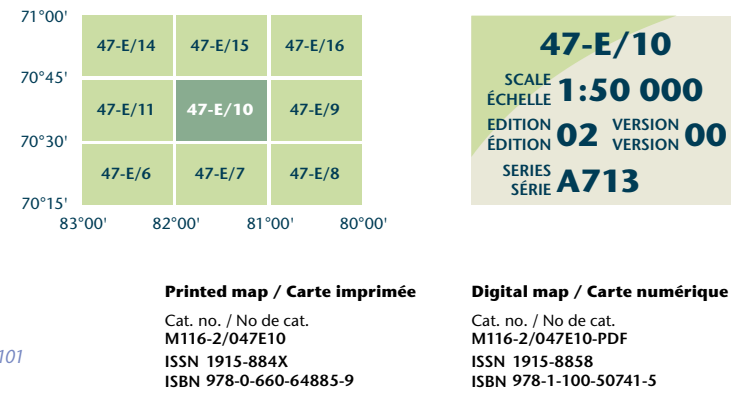 71°00'
47-E/14 47-E/15 47-E/16
70°45'
47-E/11 47-E/10 47-E/9
70°30'
47-E/6 47-E/7 47-E/8
70°15'
83°00' 82°00' 81°00' 80°00'
47-E/10
SCALE
ÉCHELLE 1:50 000
EDITION VERSION
ÉDITION 02 VERSION 00
SERIES
SÉRIE A713
Printed map / Carte imprimée
Cat. no. / No de cat.
M116-2/047E10
ISSN 1915-884X
ISBN 978-0-660-64885-9
Digital map / Carte numérique
Cat. no. / No de cat.
M116-2/047E10-PDF
ISSN 1915-8858
ISBN 978-1-100-50741-5
101